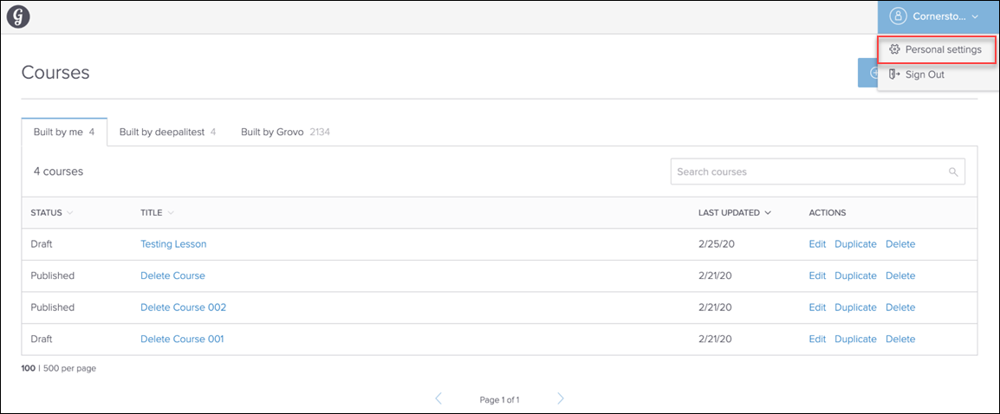 G
Cornersto...
Personal settings
Courses
Sign Out
Built by me 4 Built by deepalitest 4 Built by Grovo 2134
4 courses Search courses
STATUS TITLE LAST UPDATED ACTIONS
Draft Testing Lesson 2/25/20 Edit Duplicate Delete
Published Delete Course 2/21/20 Edit Duplicate Delete
Published Delete Course 002 2/21/20 Edit Duplicate Delete
Draft Delete Course 001 2/21/20 Edit Duplicate Delete
100 | 500 per page
Page 1 of 1